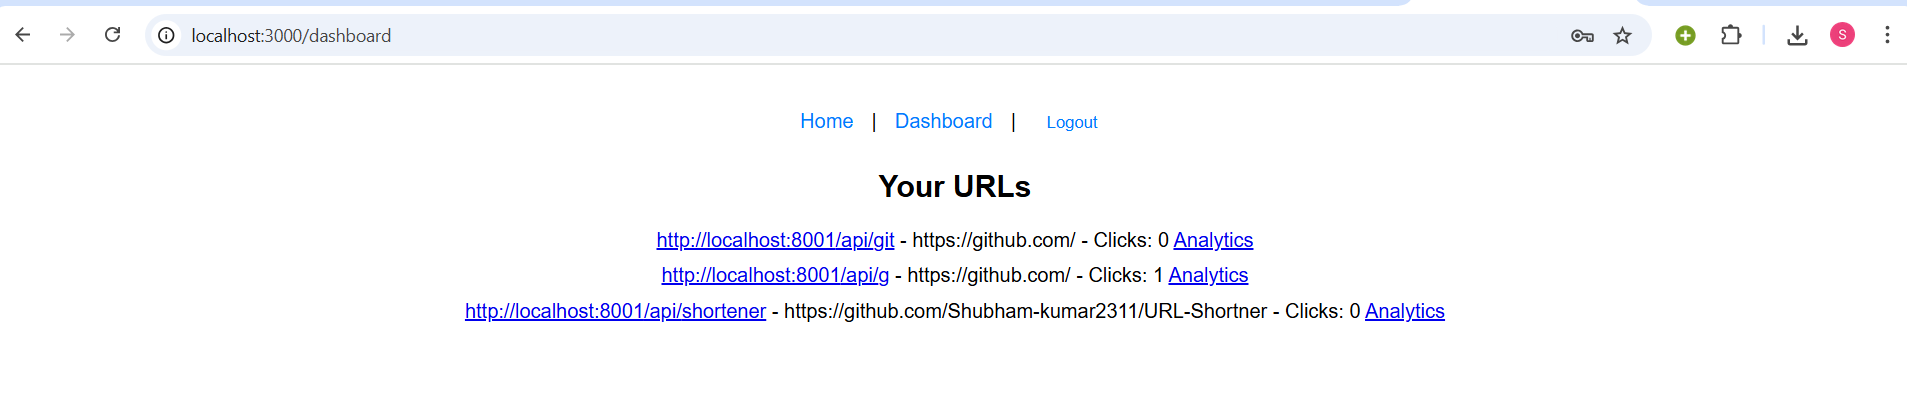 localhost:3000/dashboard
S
Home | Dashboard | Logout
Your URLs
http://localhost:8001/api/git - https://github.com/ - Clicks: 0 Analytics
http://localhost:8001/api/g - https://github.com/ - Clicks: 1 Analytics
http://localhost:8001/api/shortener - https://github.com/Shubham-kumar2311/URL-Shortner - Clicks: 0 Analytics